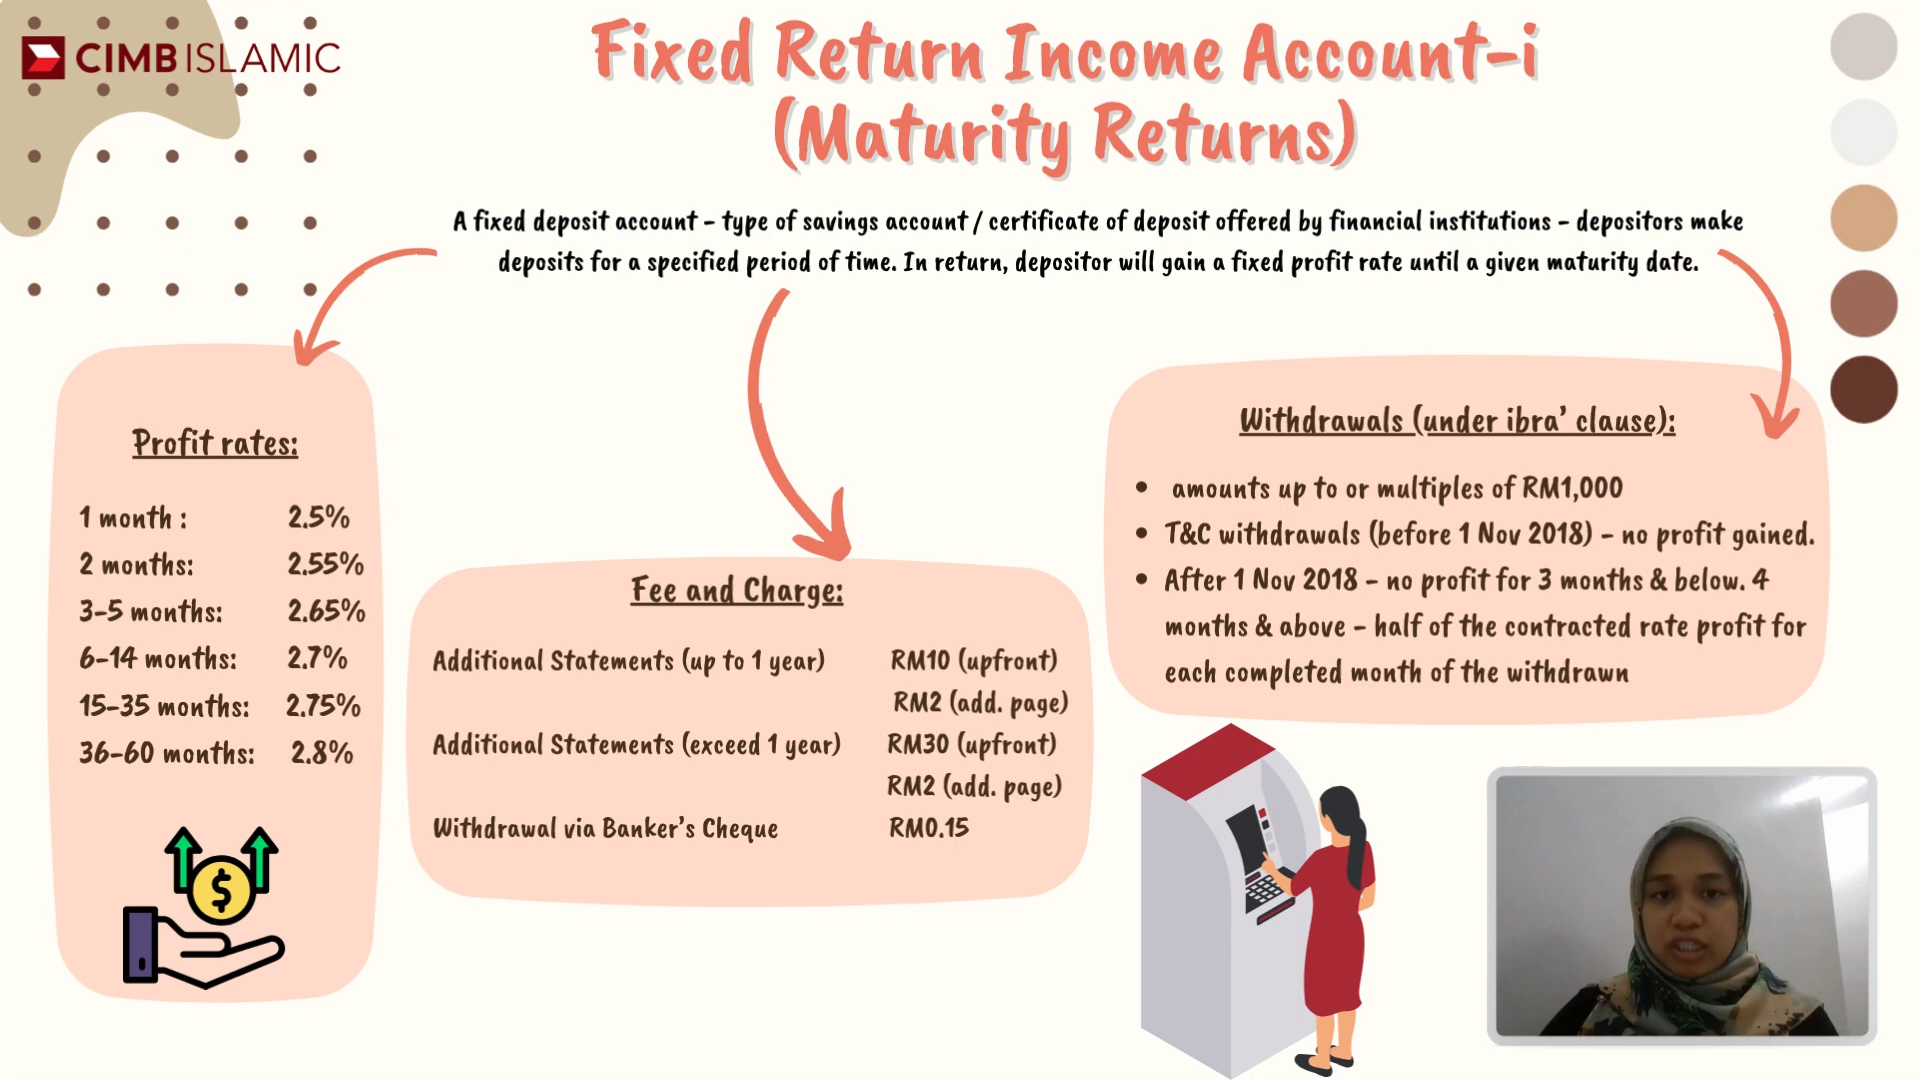 CIMB ISLAMIC
Fixed Return Income Account-i
(Maturity Returns)
A fixed deposit account - type of savings account / certificate of deposit offered by financial institutions - depositors make
deposits for a specified period of time. In return, depositor will gain a fixed profit rate until a given maturity date.
Profit rates:
1 month : 2.5%
2 months: 2.55%
3-5 months: 2.65%
6-14 months: 2.7%
15-35 months: 2.75%
36-60 months: 2.8%
$
Fee and Charge:
Additional Statements (up to 1 year) RM10 (upfront)
RM2 (add. page)
Additional Statements (exceed 1 year) RM30 (upfront)
RM2 (add. page)
Withdrawal via Banker's Cheque RM0.15
Withdrawals (under ibra' clause):
• amounts up to or multiples of RM1,000
• T&C withdrawals (before 1 Nov 2018) - no profit gained.
• After 1 Nov 2018 - no profit for 3 months & below. 4
months & above - half of the contracted rate profit for
each completed month of the withdrawn